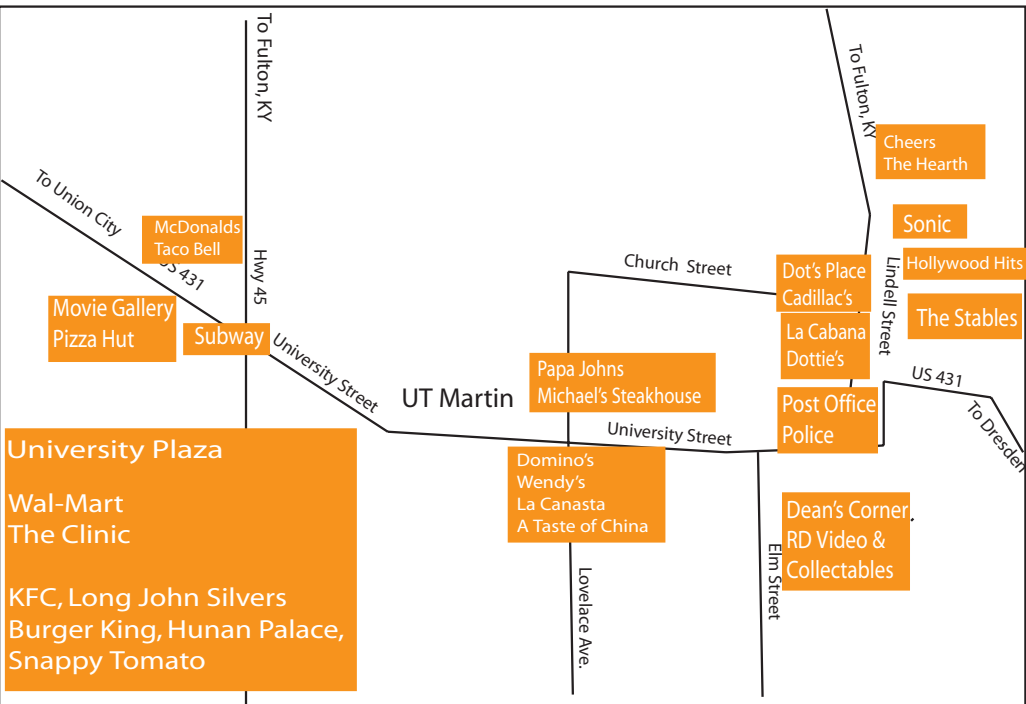 To Fulton, KY
To Fulton, KY
Cheers
The Hearth
To Union City
McDonalds
Taco Bell
US 431
Hwy 45
Sonic
Church Street
Dot's Place
Cadillac's
Lindell Street
Hollywood Hits
Movie Gallery
Pizza Hut
Subway
The Stables
La Cabana
Dottie's
University Street
UT Martin
Papa Johns
Michael's Steakhouse
US 431
To Dresden
Post Office
Police
University Street
University Plaza
Wal-Mart
The Clinic
KFC, Long John Silvers
Burger King, Hunan Palace,
Snappy Tomato
Domino's
Wendy's
La Canasta
A Taste of China
Lovelace Ave.
Elm Street
Dean's Corner,
RD Video &
Collectables